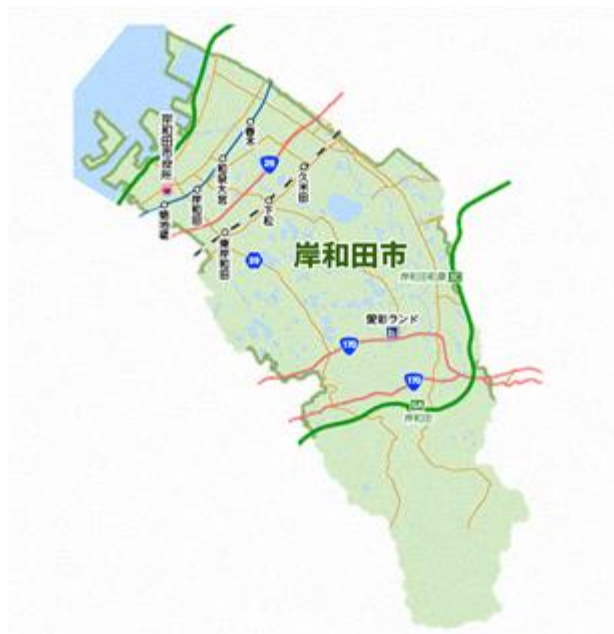 岸和田市役所
春木
和泉大宮
岸和田
蛸地蔵
26
久米田
下松
東岸和田
岸和田市
岸和田和泉
IC
愛彩ランド
170
170
岸和田